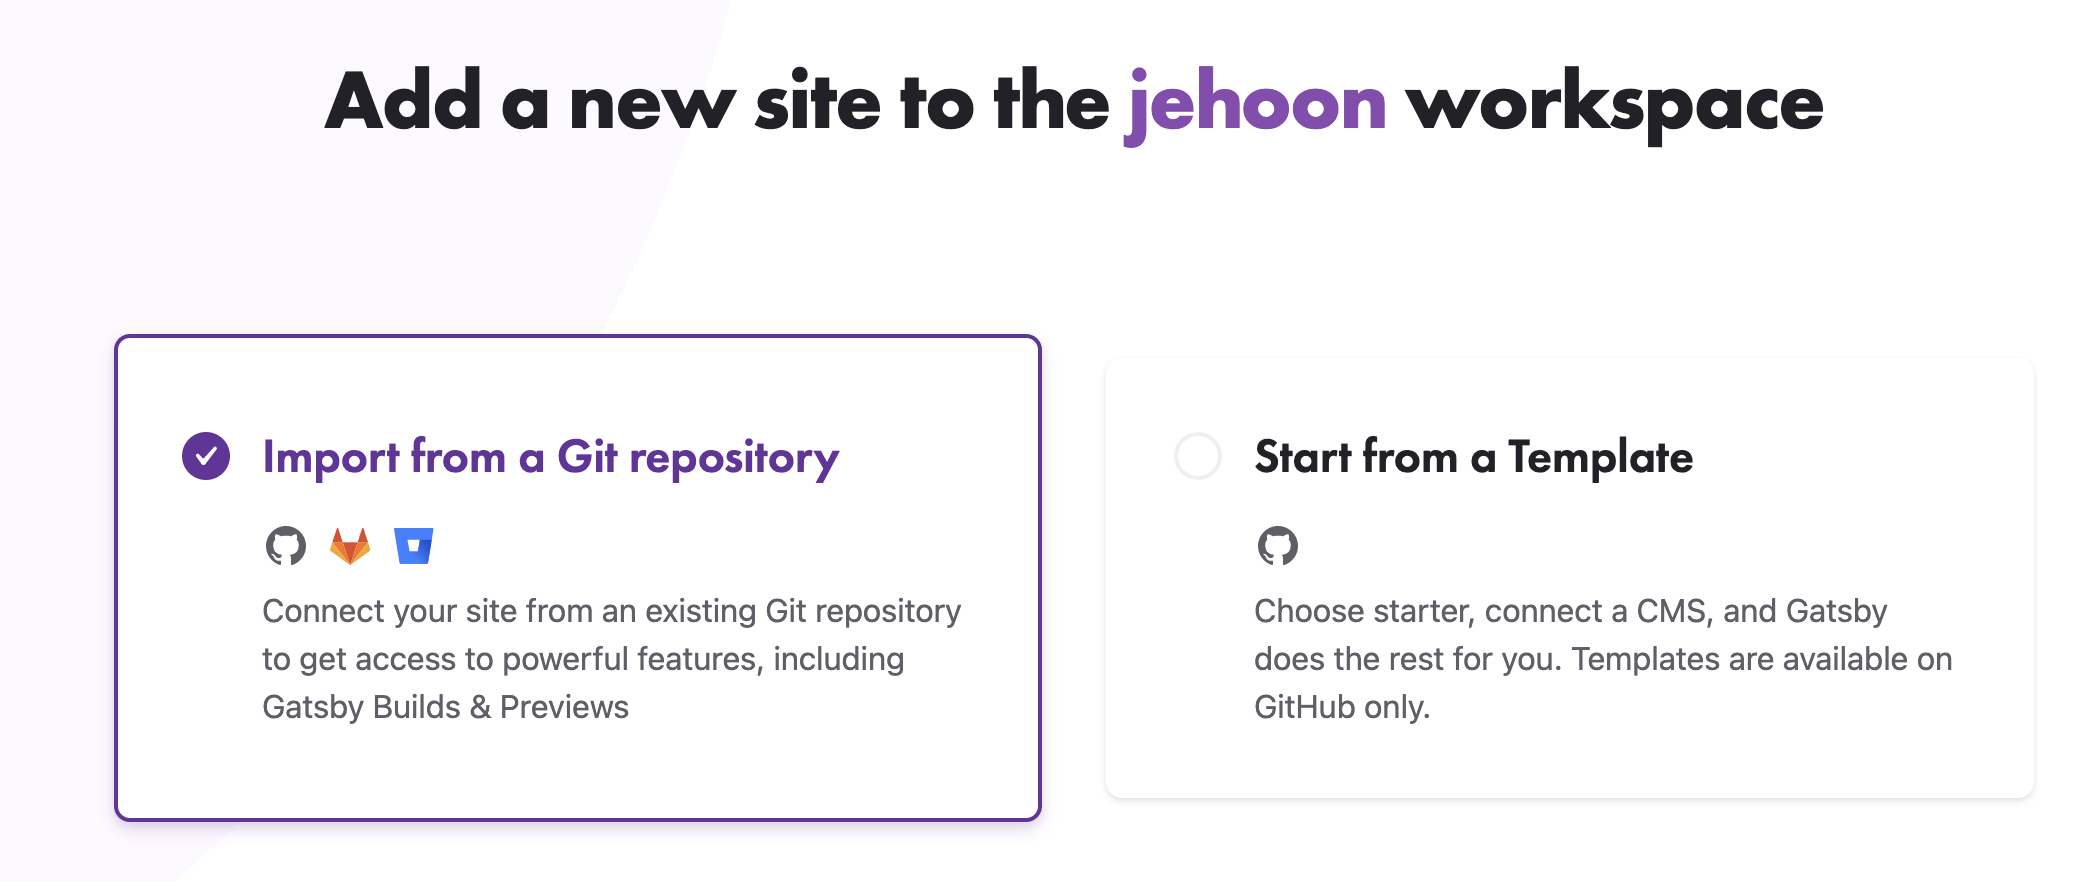 Add a new site to the jehoon workspace
Import from a Git repository
Connect your site from an existing Git repository
to get access to powerful features, including
Gatsby Builds & Previews
Start from a Template
Choose starter, connect a CMS, and Gatsby
does the rest for you. Templates are available on
GitHub only.